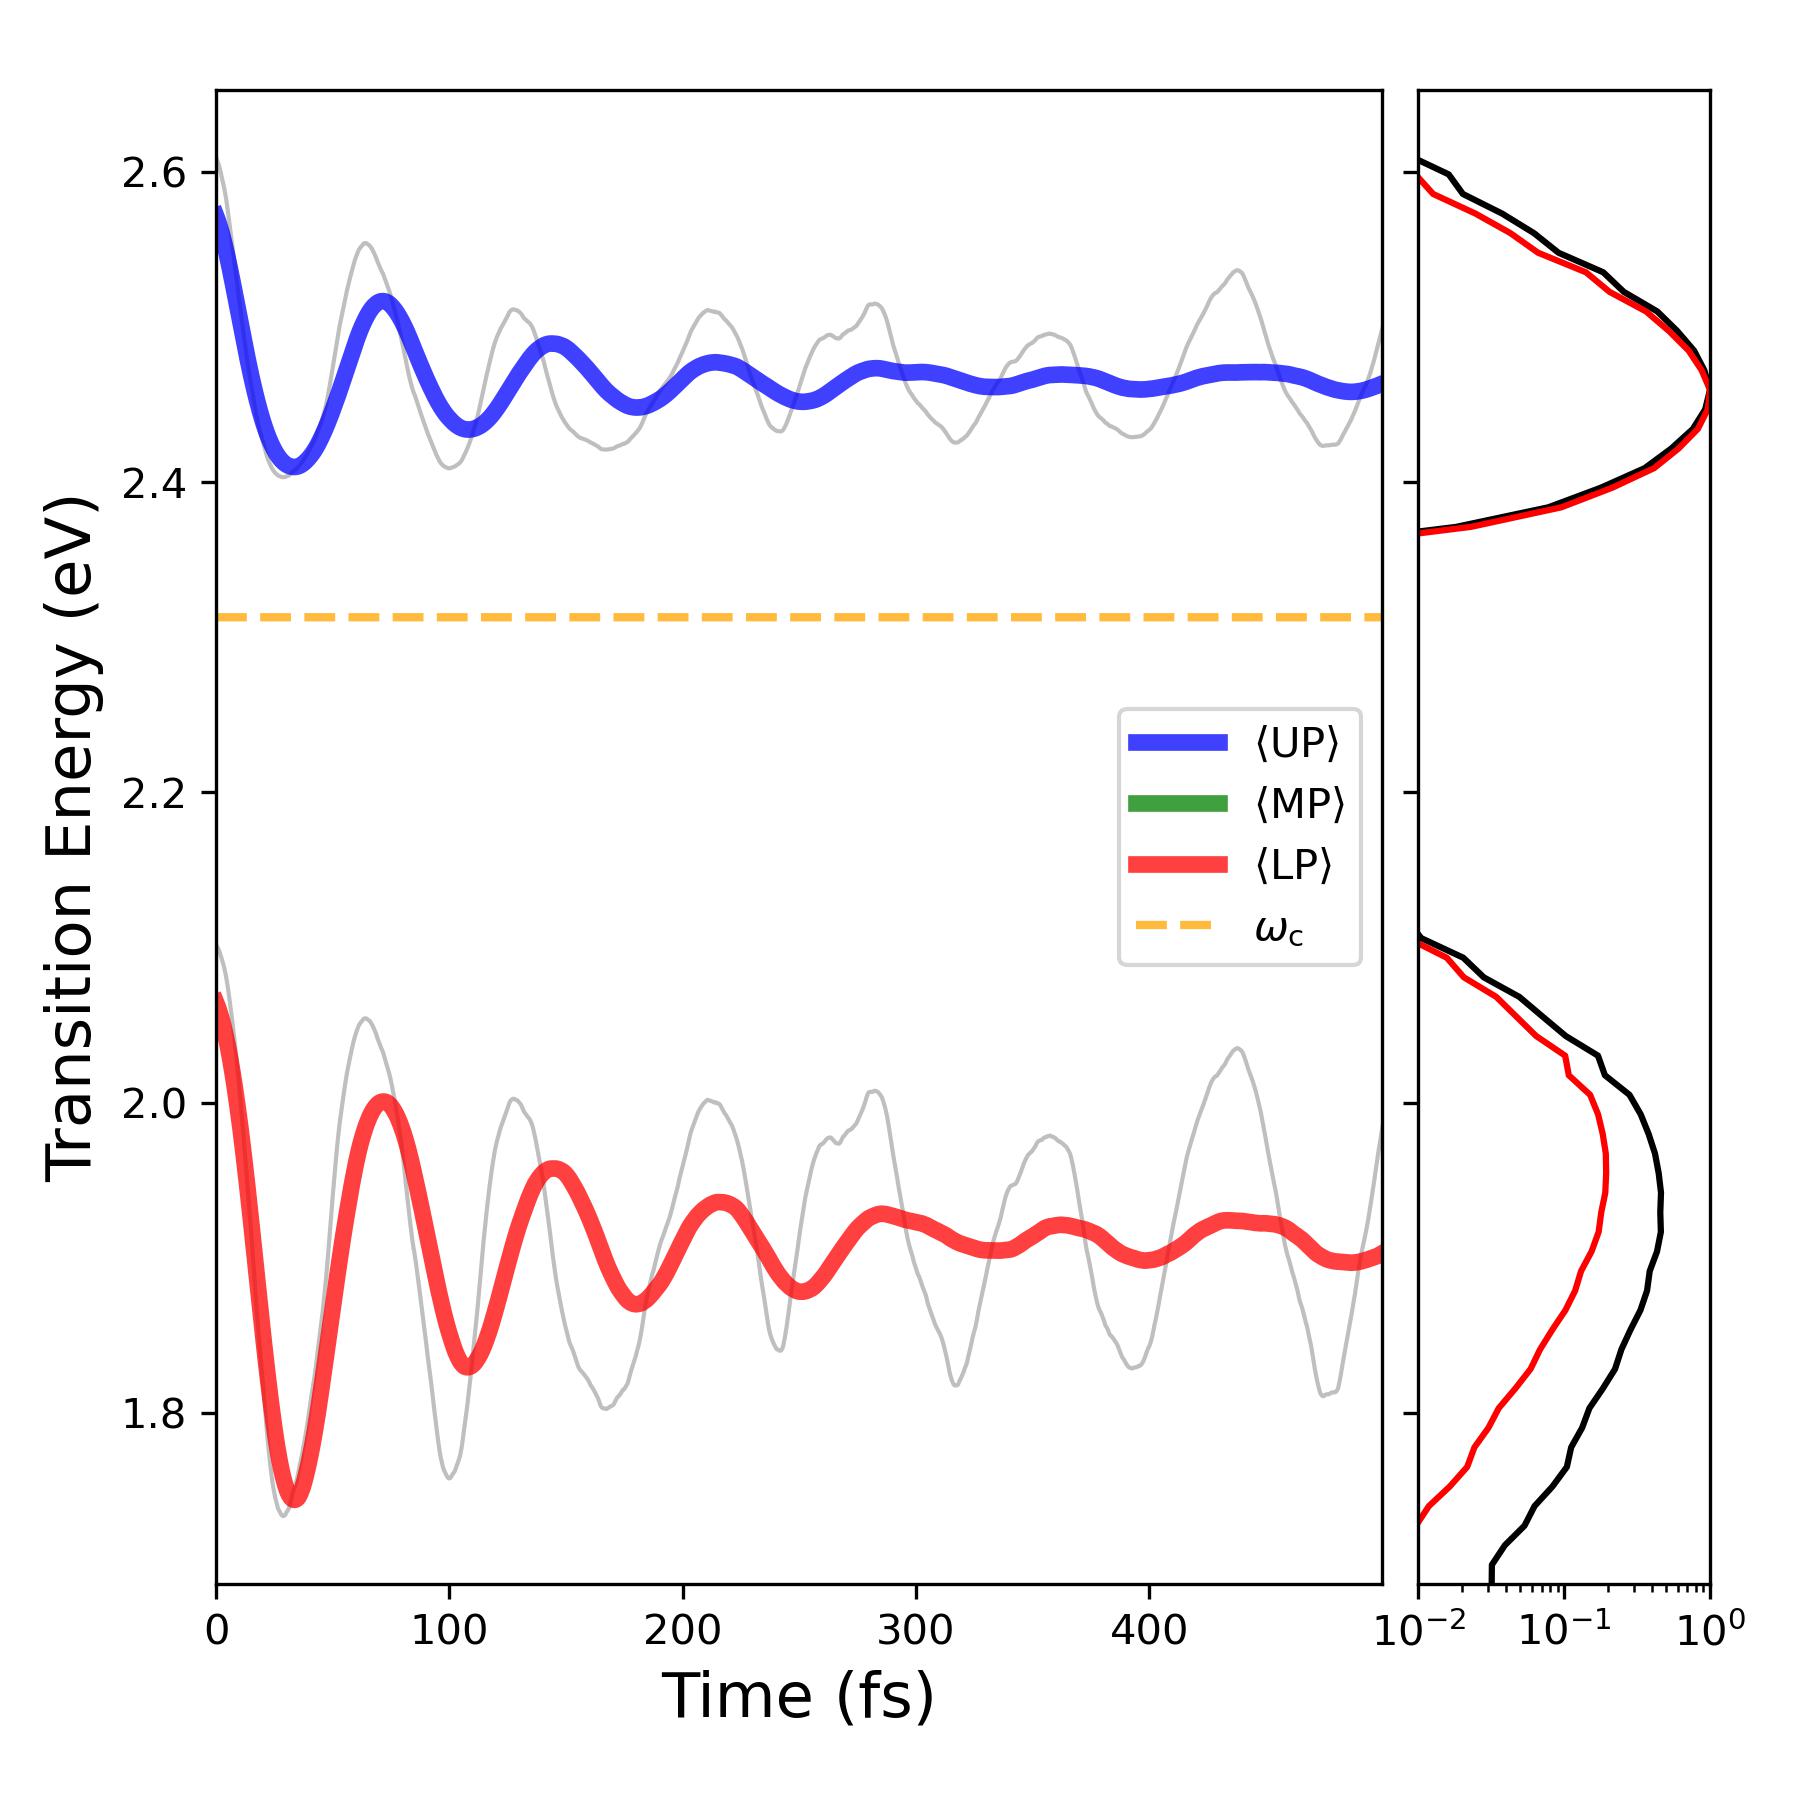 Transition Energy (eV)
2.6
2.4
2.2
2.0
1.8
⟨UP⟩
⟨MP⟩
⟨LP⟩
ω_c
0 100 200 300 400
10⁻² 10⁻¹ 10⁰
Time (fs)